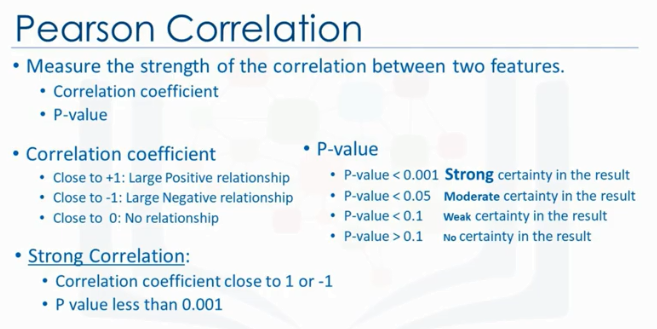 Pearson Correlation
• Measure the strength of the correlation between two features.
• Correlation coefficient
• P-value
• Correlation coefficient
• Close to +1: Large Positive relationship
• Close to -1: Large Negative relationship
• Close to 0: No relationship
• P-value
• P-value < 0.001 Strong certainty in the result
• P-value < 0.05 Moderate certainty in the result
• P-value < 0.1 Weak certainty in the result
• P-value > 0.1 No certainty in the result
• Strong Correlation:
• Correlation coefficient close to 1 or -1
• P value less than 0.001